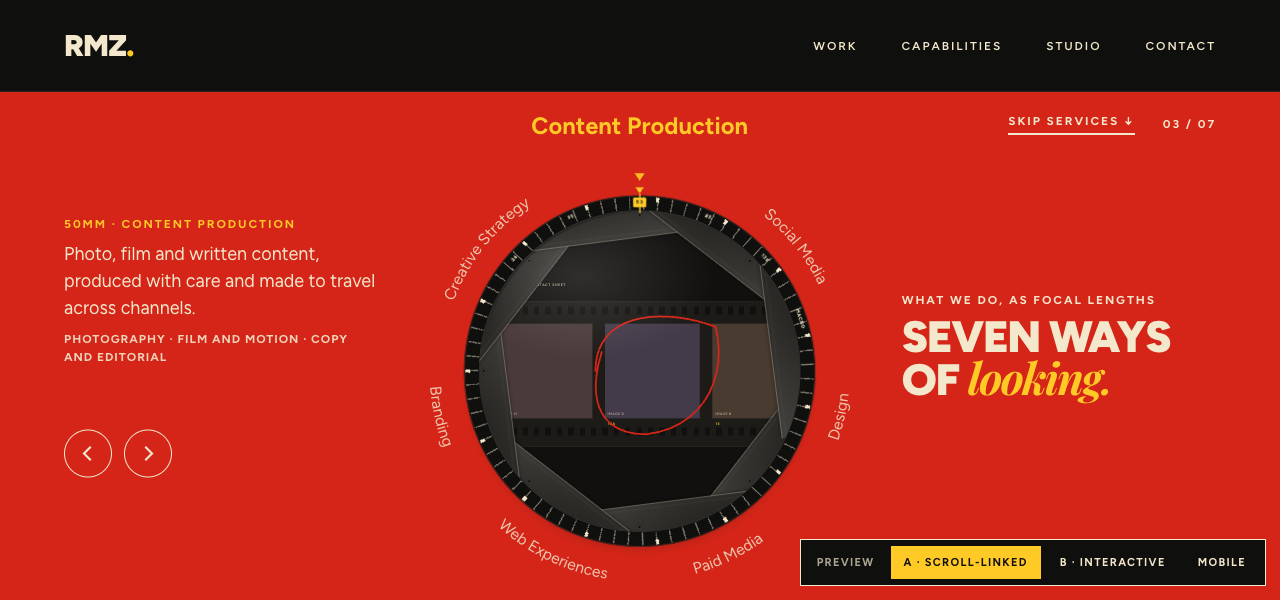 RMZ.
WORK
CAPABILITIES
STUDIO
CONTACT
Content Production
SKIP SERVICES ↓
03 / 07
50MM · CONTENT PRODUCTION
Photo, film and written content,
produced with care and made to travel
across channels.
PHOTOGRAPHY · FILM AND MOTION · COPY
AND EDITORIAL
Creative Strategy
Social Media
Branding
Design
Web Experiences
Paid Media
WHAT WE DO, AS FOCAL LENGTHS
SEVEN WAYS
OF looking.
PREVIEW
A · SCROLL-LINKED
B · INTERACTIVE
MOBILE